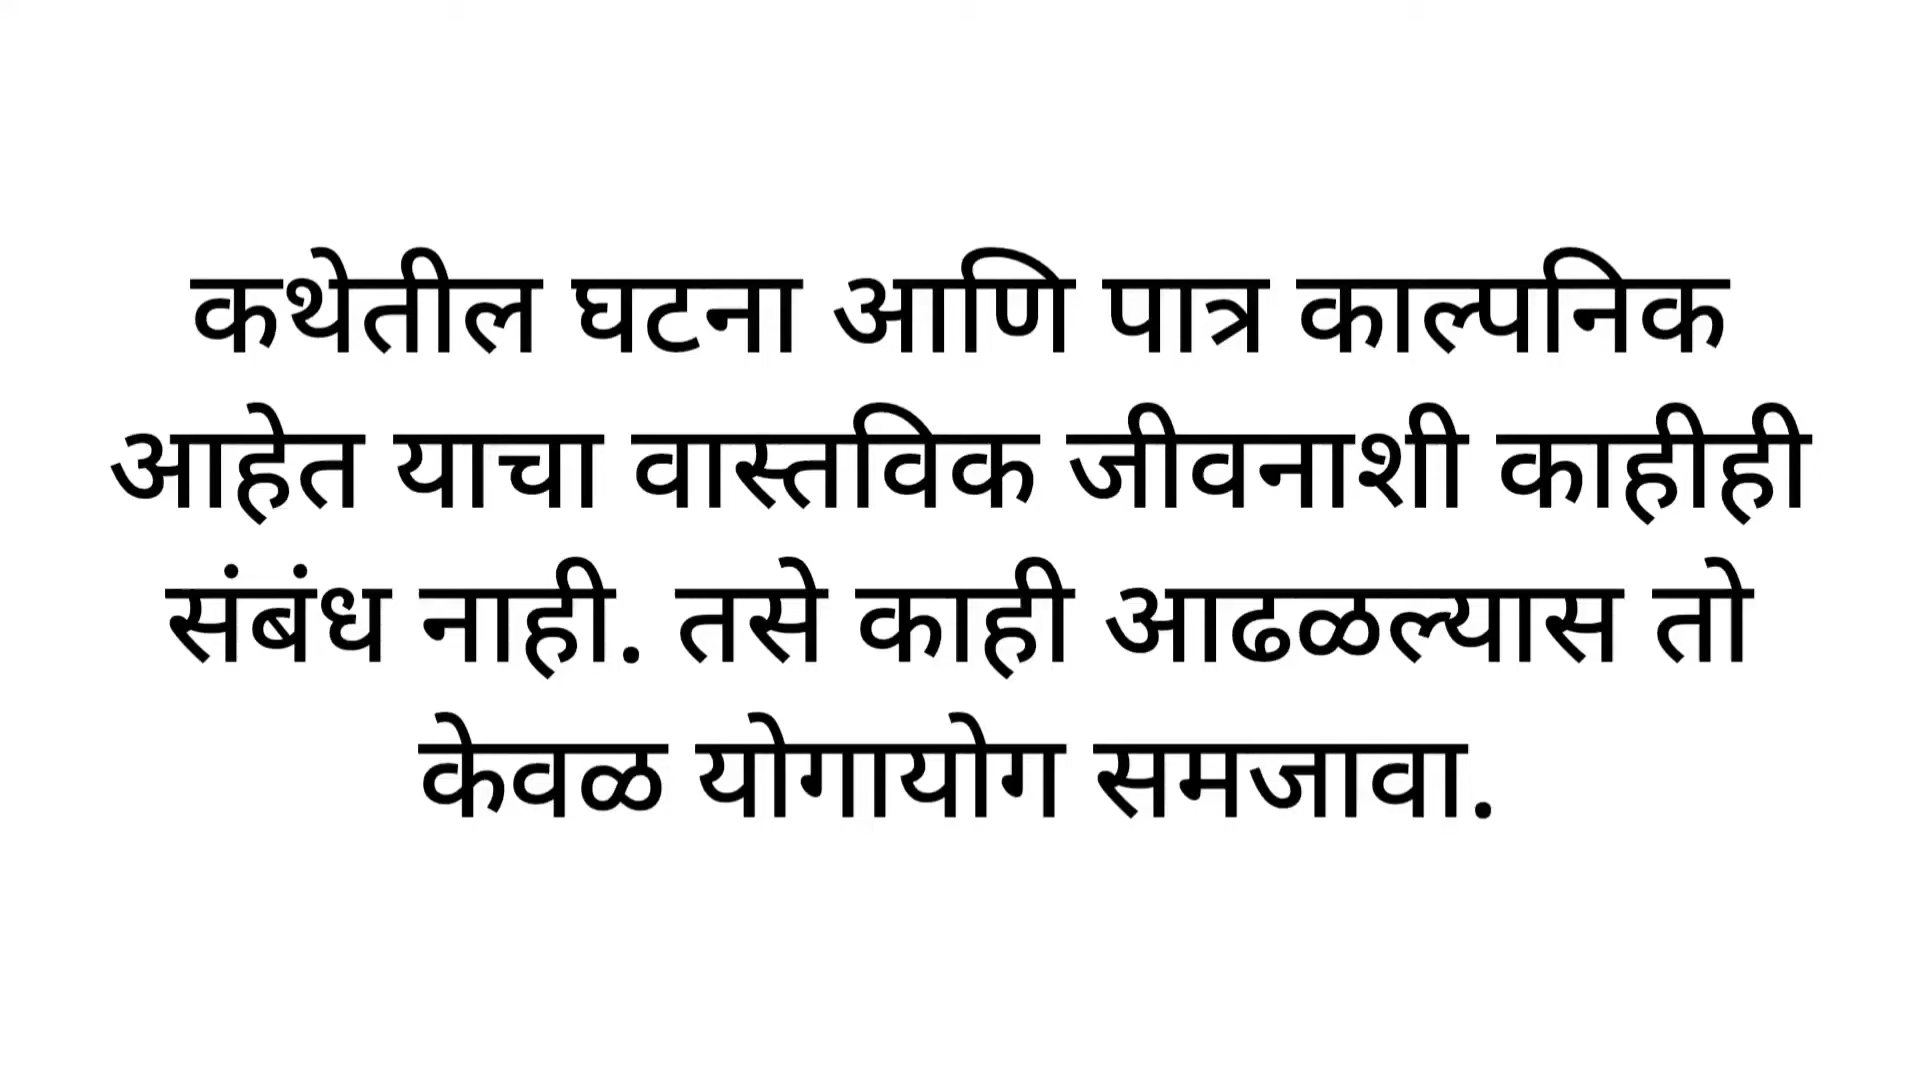 कथेतील घटना आणि पात्र काल्पनिक
आहेत याचा वास्तविक जीवनाशी काहीही
संबंध नाही. तसे काही आढळल्यास तो
केवळ योगायोग समजावा.